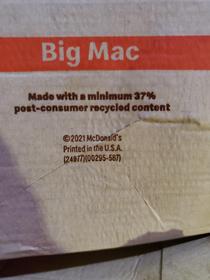 Big Mac
Made with a minimum 37%
post-consumer recycled content
©2021 McDonald's
Printed in the U.S.A.
(24977)(00295-587)